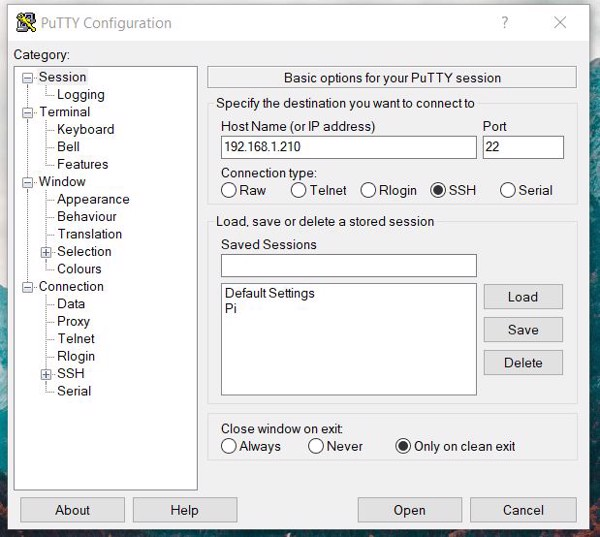 PuTTY Configuration
Category:
Session
Logging
Terminal
Keyboard
Bell
Features
Window
Appearance
Behaviour
Translation
Selection
Colours
Connection
Data
Proxy
Telnet
Rlogin
SSH
Serial
Basic options for your PuTTY session
Specify the destination you want to connect to
Host Name (or IP address) Port
192.168.1.210 22
Connection type:
Raw Telnet Rlogin SSH Serial
Load, save or delete a stored session
Saved Sessions
Default Settings
Pi
Load
Save
Delete
Close window on exit:
Always Never Only on clean exit
About Help Open Cancel